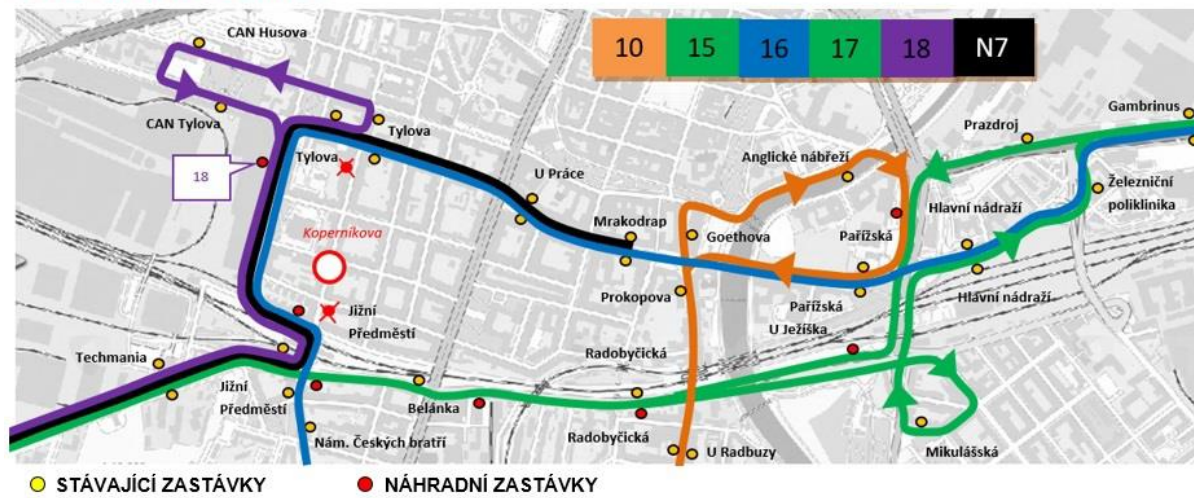 CAN Husova
10 15 16 17 18 N7
CAN Tylova
Tylova
Gambrinus
Prazdroj
Tylova
18
U Práce
Anglické nábřeží
Železniční
poliklinika
Mrakodrap
Hlavní nádraží
Koperníkova
Goethova
Pařížská
Prokopova
Pařížská
Hlavní nádraží
Jižní
Předměstí
U Ježíška
Techmania
Radobyčická
Jižní
Předměstí
Belánka
Nám. Českých bratří
Radobyčická
U Radbuzy
Mikulášská
STÁVAJÍCÍ ZASTÁVKY
NÁHRADNÍ ZASTÁVKY